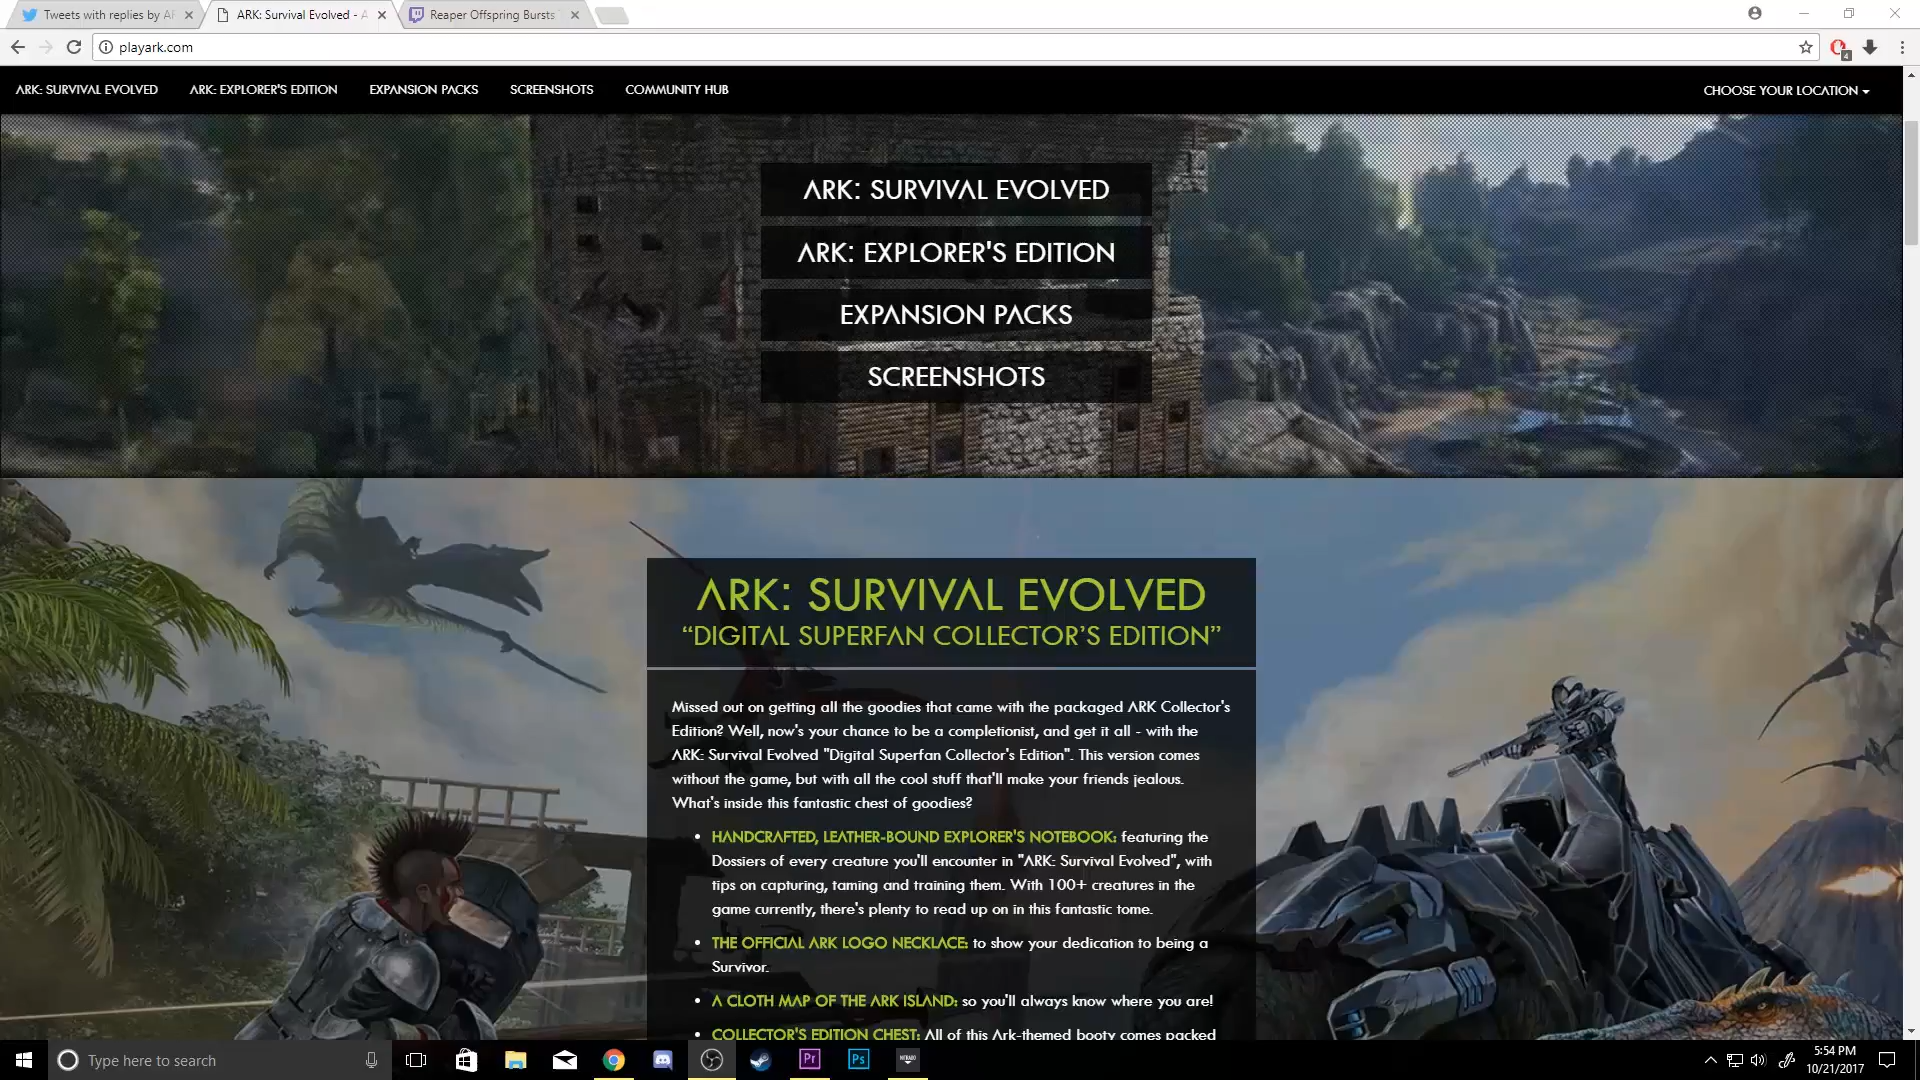 Tweets with replies by AR
ARK: Survival Evolved - A
Reaper Offspring Bursts T
playark.com
4
ARK: SURVIVAL EVOLVED
ARK: EXPLORER'S EDITION
EXPANSION PACKS
SCREENSHOTS
COMMUNITY HUB
CHOOSE YOUR LOCATION
ARK: SURVIVAL EVOLVED
ARK: EXPLORER'S EDITION
EXPANSION PACKS
SCREENSHOTS
ARK: SURVIVAL EVOLVED
“DIGITAL SUPERFAN COLLECTOR’S EDITION”
Missed out on getting all the goodies that came with the packaged ARK Collector's
Edition? Well, now's your chance to be a completionist, and get it all - with the
ARK: Survival Evolved "Digital Superfan Collector's Edition". This version comes
without the game, but with all the cool stuff that'll make your friends jealous.
What's inside this fantastic chest of goodies?
• HANDCRAFTED, LEATHER-BOUND EXPLORER'S NOTEBOOK: featuring the
Dossiers of every creature you'll encounter in "ARK: Survival Evolved", with
tips on capturing, taming and training them. With 100+ creatures in the
game currently, there's plenty to read up on in this fantastic tome.
• THE OFFICIAL ARK LOGO NECKLACE: to show your dedication to being a
Survivor.
• A CLOTH MAP OF THE ARK ISLAND: so you'll always know where you are!
• COLLECTOR'S EDITION CHEST: All of this Ark-themed booty comes packed
Type here to search
Pr
Ps
NITRADO
5:54 PM
10/21/2017